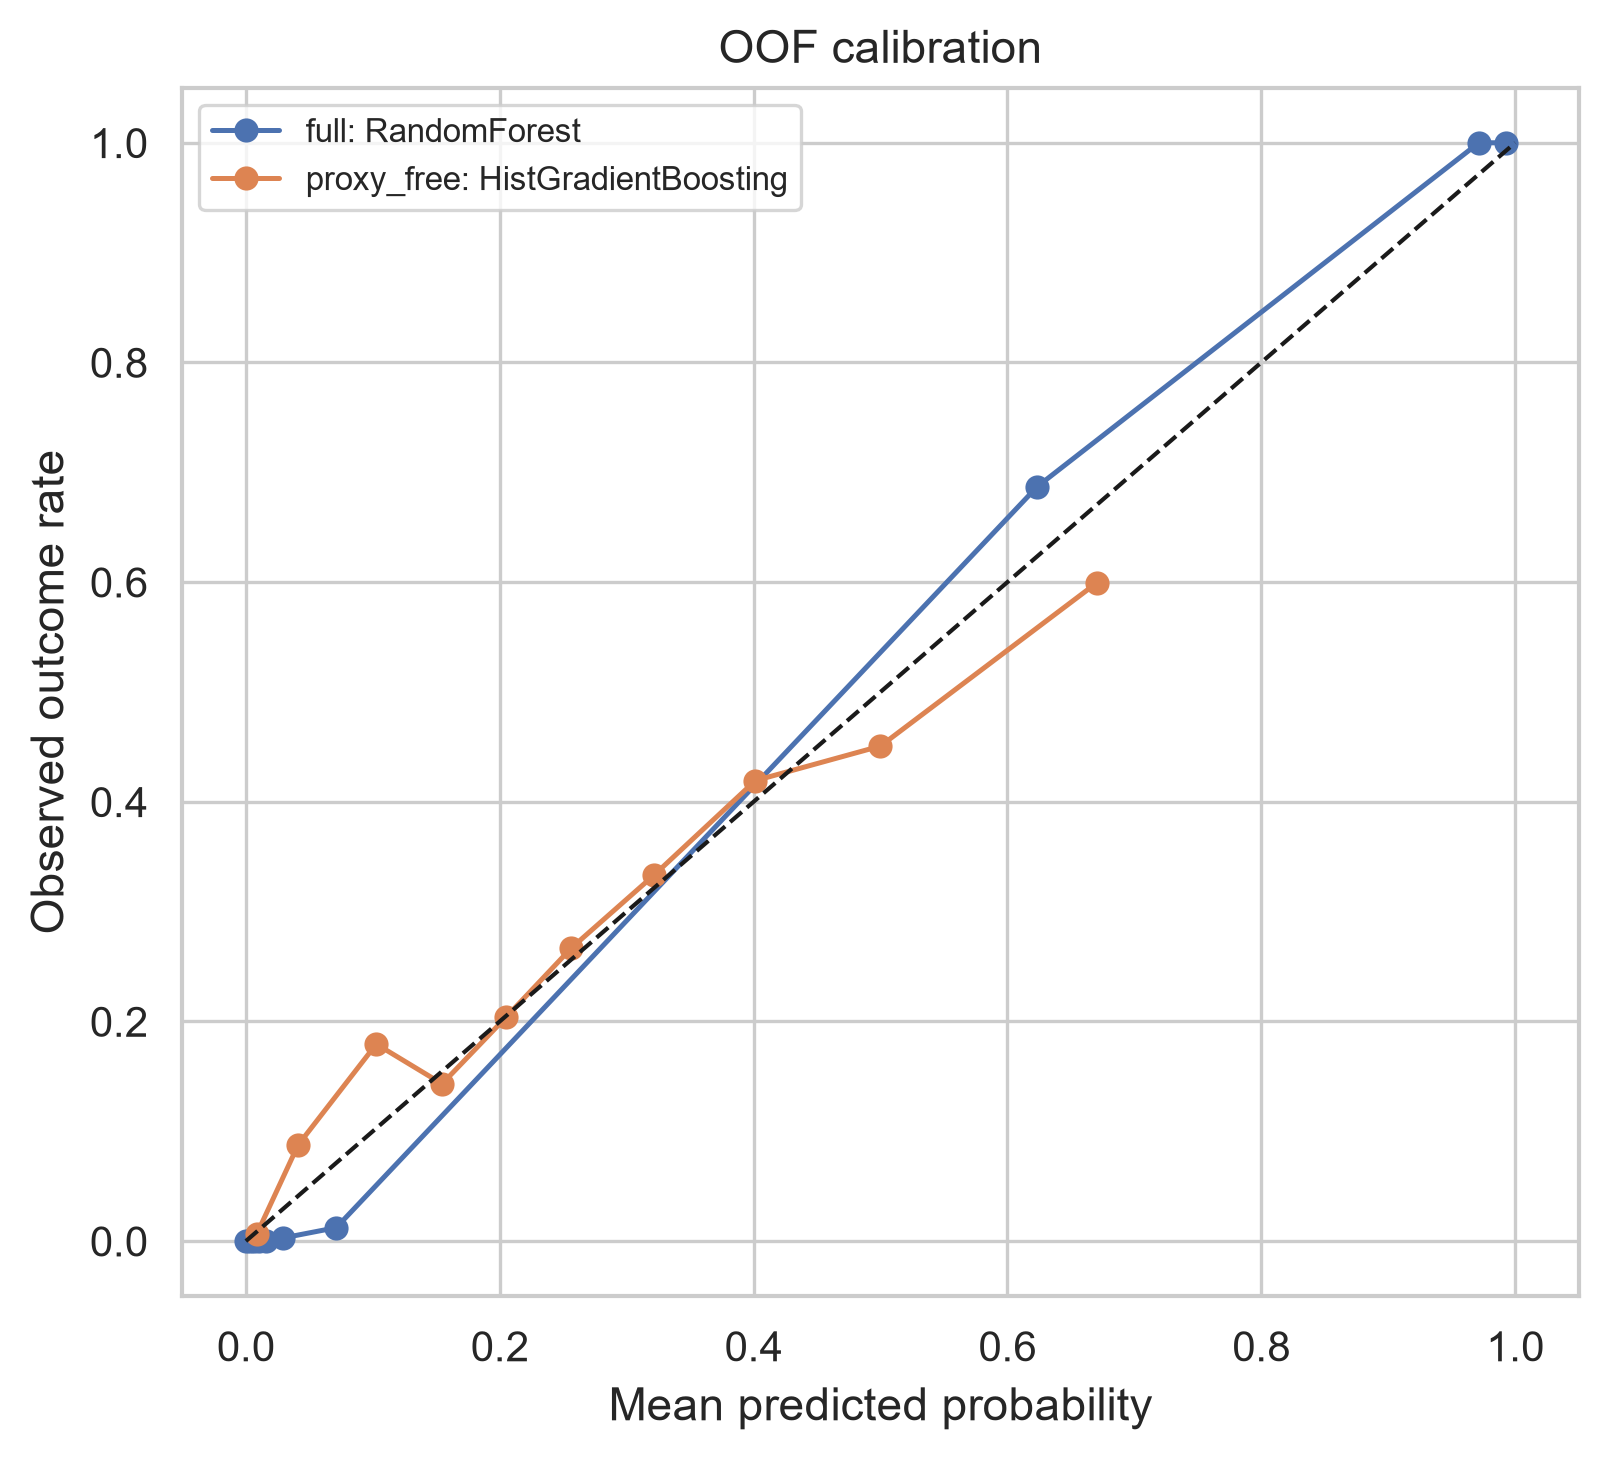 OOF calibration
full: RandomForest
proxy_free: HistGradientBoosting
1.0
0.8
0.6
0.4
0.2
0.0
Observed outcome rate
0.0 0.2 0.4 0.6 0.8 1.0
Mean predicted probability